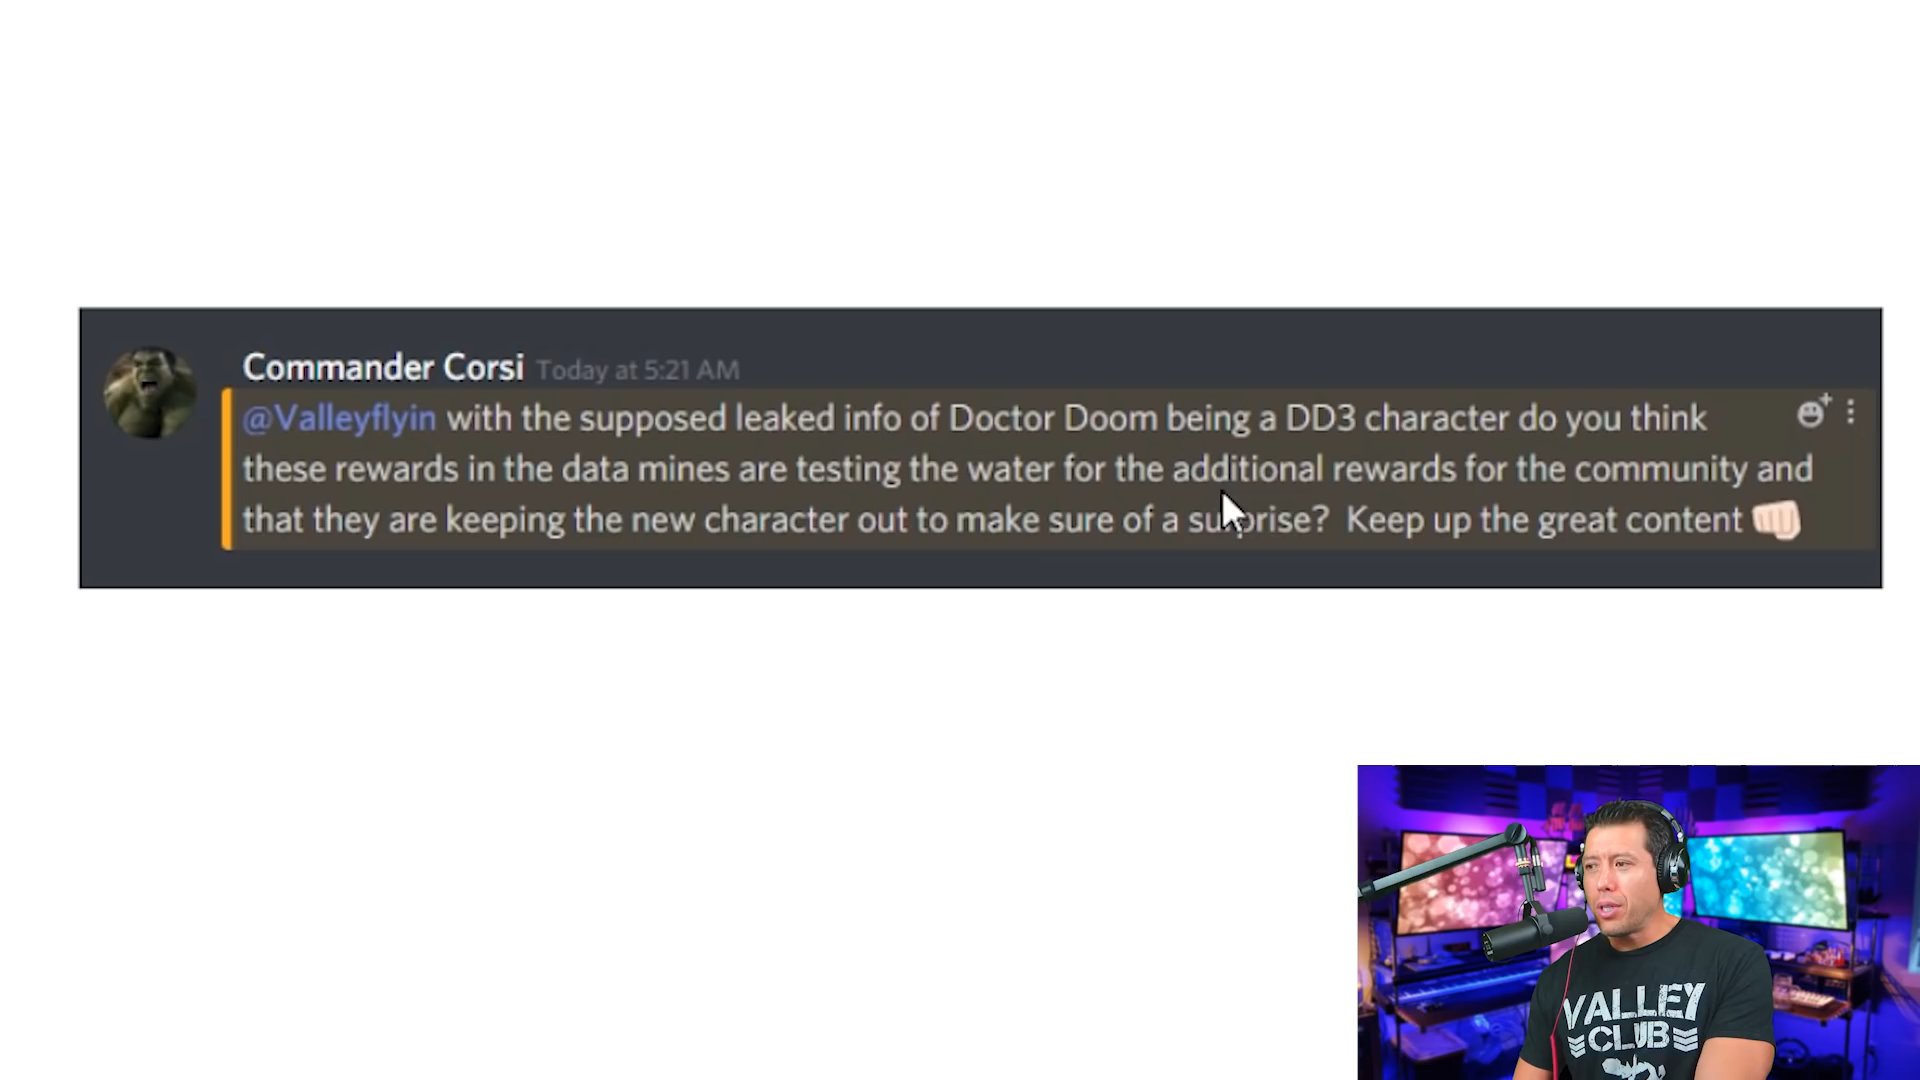 Commander Corsi Today at 5:21 AM
@Valleyflyin with the supposed leaked info of Doctor Doom being a DD3 character do you think
these rewards in the data mines are testing the water for the additional rewards for the community and
that they are keeping the new character out to make sure of a surprise? Keep up the great content 👊🏻
VALLEY
CLUB